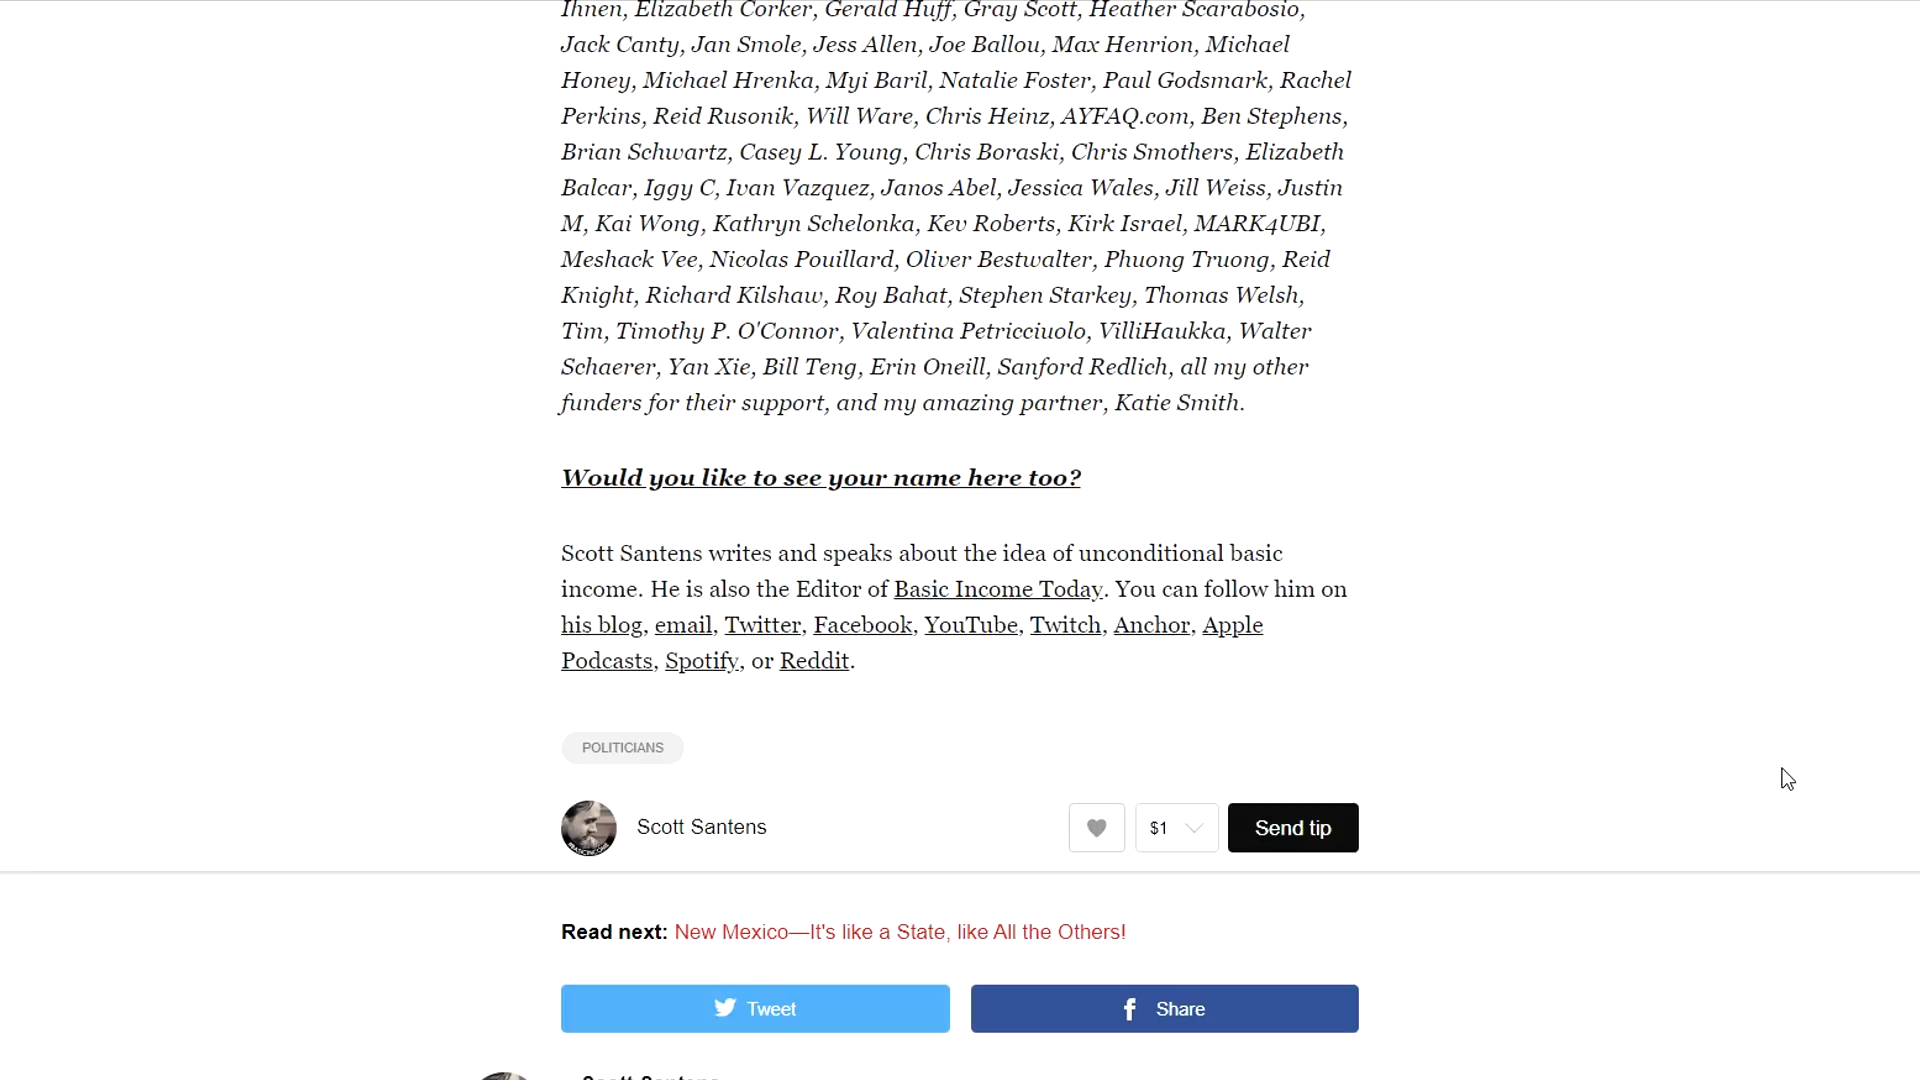 Ihnen, Elizabeth Corker, Gerald Huff, Gray Scott, Heather Scarabosio,
Jack Canty, Jan Smole, Jess Allen, Joe Ballou, Max Henrion, Michael
Honey, Michael Hrenka, Myi Baril, Natalie Foster, Paul Godsmark, Rachel
Perkins, Reid Rusonik, Will Ware, Chris Heinz, AYFAQ.com, Ben Stephens,
Brian Schwartz, Casey L. Young, Chris Boraski, Chris Smothers, Elizabeth
Balcar, Iggy C, Ivan Vazquez, Janos Abel, Jessica Wales, Jill Weiss, Justin
M, Kai Wong, Kathryn Schelonka, Kev Roberts, Kirk Israel, MARK4UBI,
Meshack Vee, Nicolas Pouillard, Oliver Bestwalter, Phuong Truong, Reid
Knight, Richard Kilshaw, Roy Bahat, Stephen Starkey, Thomas Welsh,
Tim, Timothy P. O'Connor, Valentina Petricciuolo, VilliHaukka, Walter
Schaerer, Yan Xie, Bill Teng, Erin Oneill, Sanford Redlich, all my other
funders for their support, and my amazing partner, Katie Smith.
Would you like to see your name here too?
Scott Santens writes and speaks about the idea of unconditional basic
income. He is also the Editor of Basic Income Today. You can follow him on
his blog, email, Twitter, Facebook, YouTube, Twitch, Anchor, Apple
Podcasts, Spotify, or Reddit.
POLITICIANS
Scott Santens
$1
Send tip
Read next: New Mexico—It's like a State, like All the Others!
Tweet
Share
Scott Santens